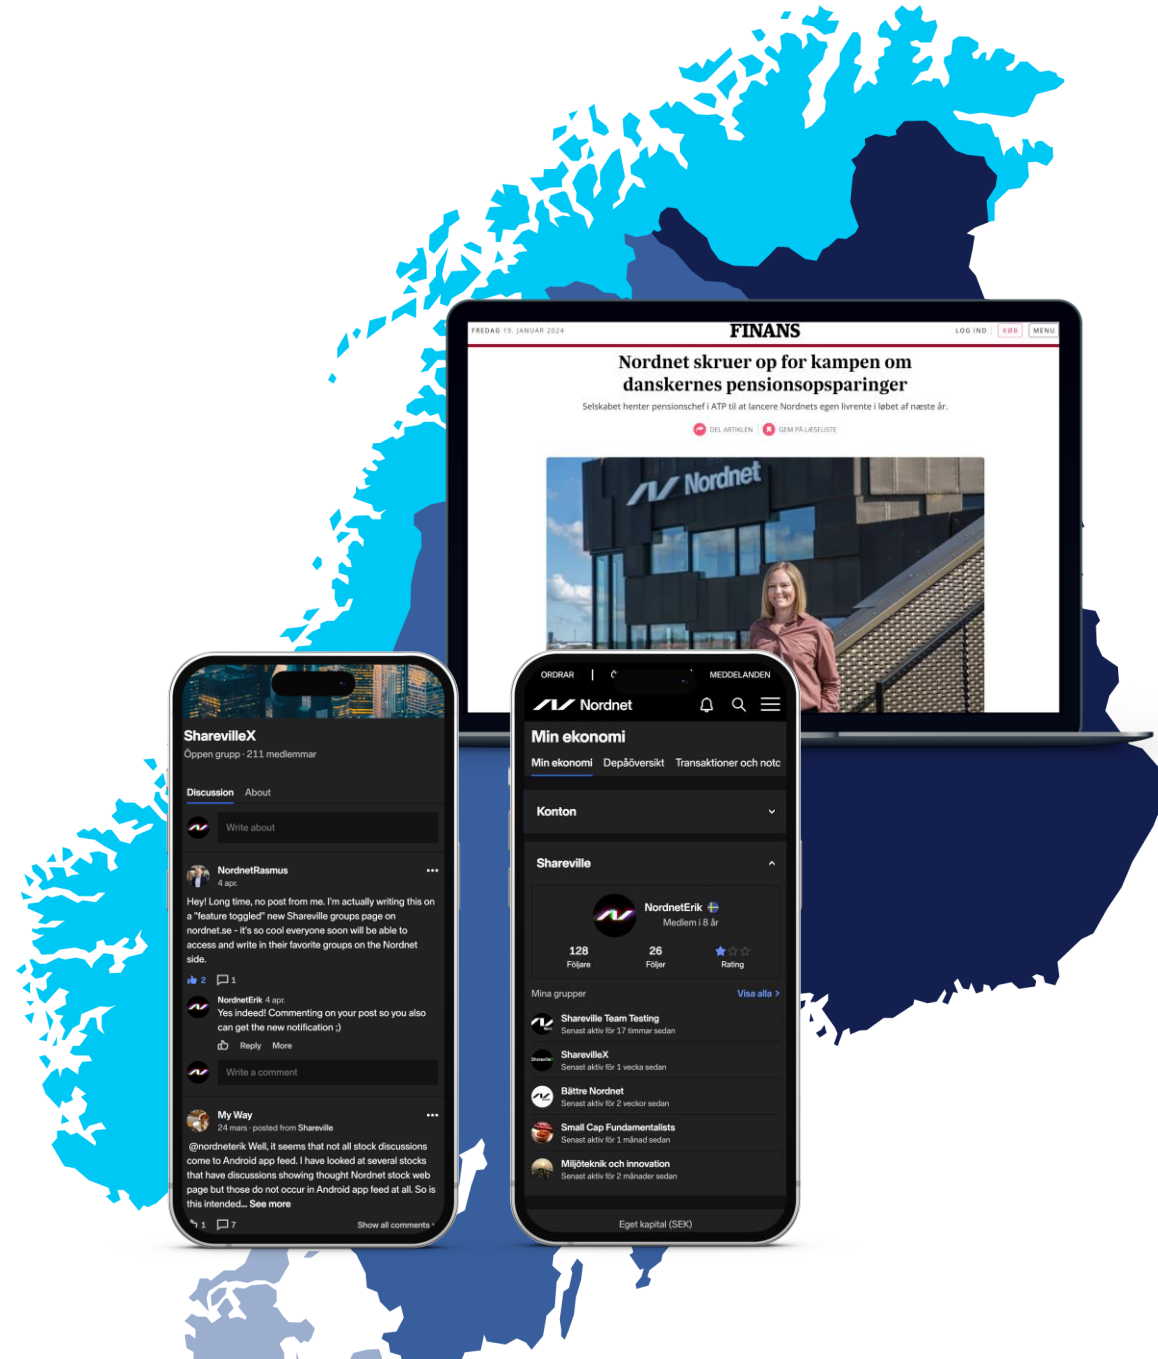 FREDAG 19. JANUAR 2024
FINANS
LOG IND
KØB
MENU
Nordnet skruer op for kampen om
danskernes pensionsopsparinger
Selskabet henter pensionschef i ATP til at lancere Nordnets egen livrente i løbet af næste år.
DEL ARTIKLEN
GEM PÅ LÆSELISTE
Nordnet
SharevilleX
Öppen grupp · 211 medlemmar
Discussion About
Write about
NordnetRasmus
4 apr.
Hey! Long time, no post from me. I'm actually writing this on
a "feature toggled" new Shareville groups page on
nordnet.se - it's so cool everyone soon will be able to
access and write in their favorite groups on the Nordnet
side.
2 1
NordnetErik 4 apr.
Yes indeed! Commenting on your post so you also
can get the new notification ;)
Reply More
Write a comment
My Way
24 mars · posted from Shareville
@nordneterik Well, it seems that not all stock discussions
come to Android app feed. I have looked at several stocks
that have discussions showing thought Nordnet stock web
page but those do not occur in Android app feed at all. So is
this intended... See more
1 7 Show all comments
ORDRAR
MEDDELANDEN
Nordnet
Min ekonomi
Min ekonomi Depåöversikt Transaktioner och notc
Konton
Shareville
NordnetErik
Medlem i 8 år
128 26
Följare Följer Rating
Mina grupper Visa alla >
Shareville Team Testing
Senast aktiv för 17 timmar sedan
SharevilleX
SharevilleX
Senast aktiv för 1 vecka sedan
Bättre Nordnet
Senast aktiv för 2 veckor sedan
Small Cap Fundamentalists
Senast aktiv för 1 månad sedan
Miljöteknik och innovation
Senast aktiv för 2 månader sedan
Eget kapital (SEK)